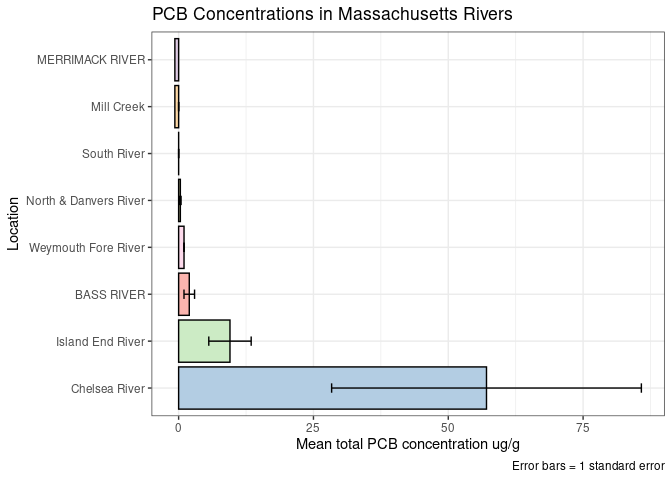 PCB Concentrations in Massachusetts Rivers
Location
MERRIMACK RIVER
Mill Creek
South River
North & Danvers River
Weymouth Fore River
BASS RIVER
Island End River
Chelsea River
0 25 50 75
Mean total PCB concentration ug/g
Error bars = 1 standard error